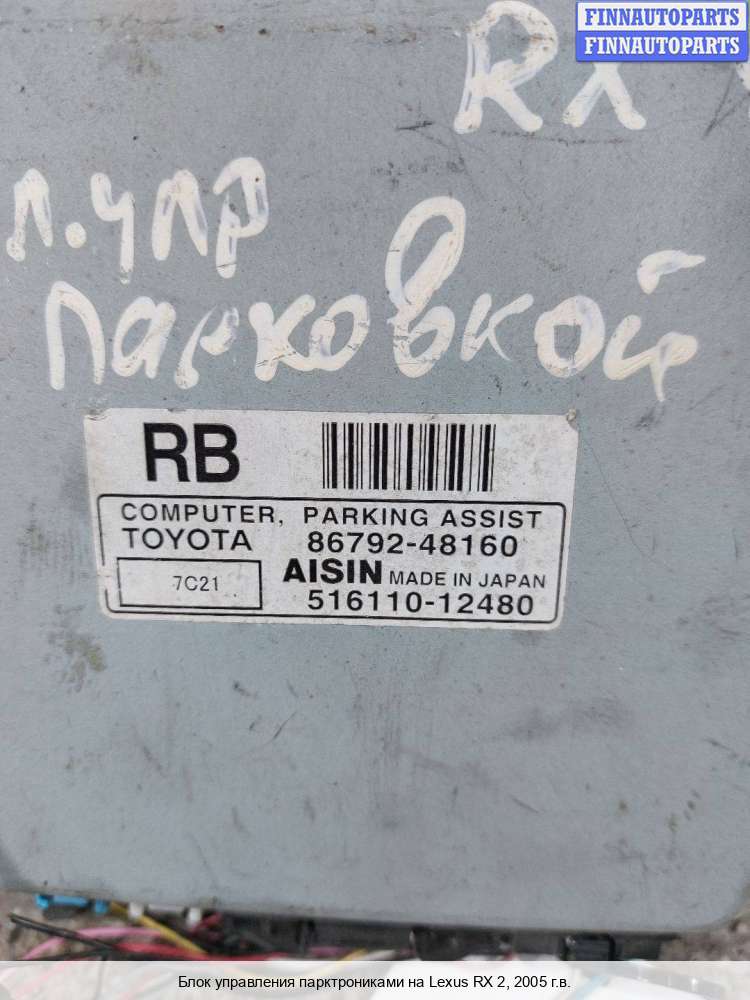 FINNAUTOPARTS
FINNAUTOPARTS
RX
п.упр
парковкой
RB
COMPUTER, PARKING ASSIST
TOYOTA 86792-48160
7C21 AISIN MADE IN JAPAN
516110-12480
Блок управления парктрониками на Lexus RX 2, 2005 г.в.